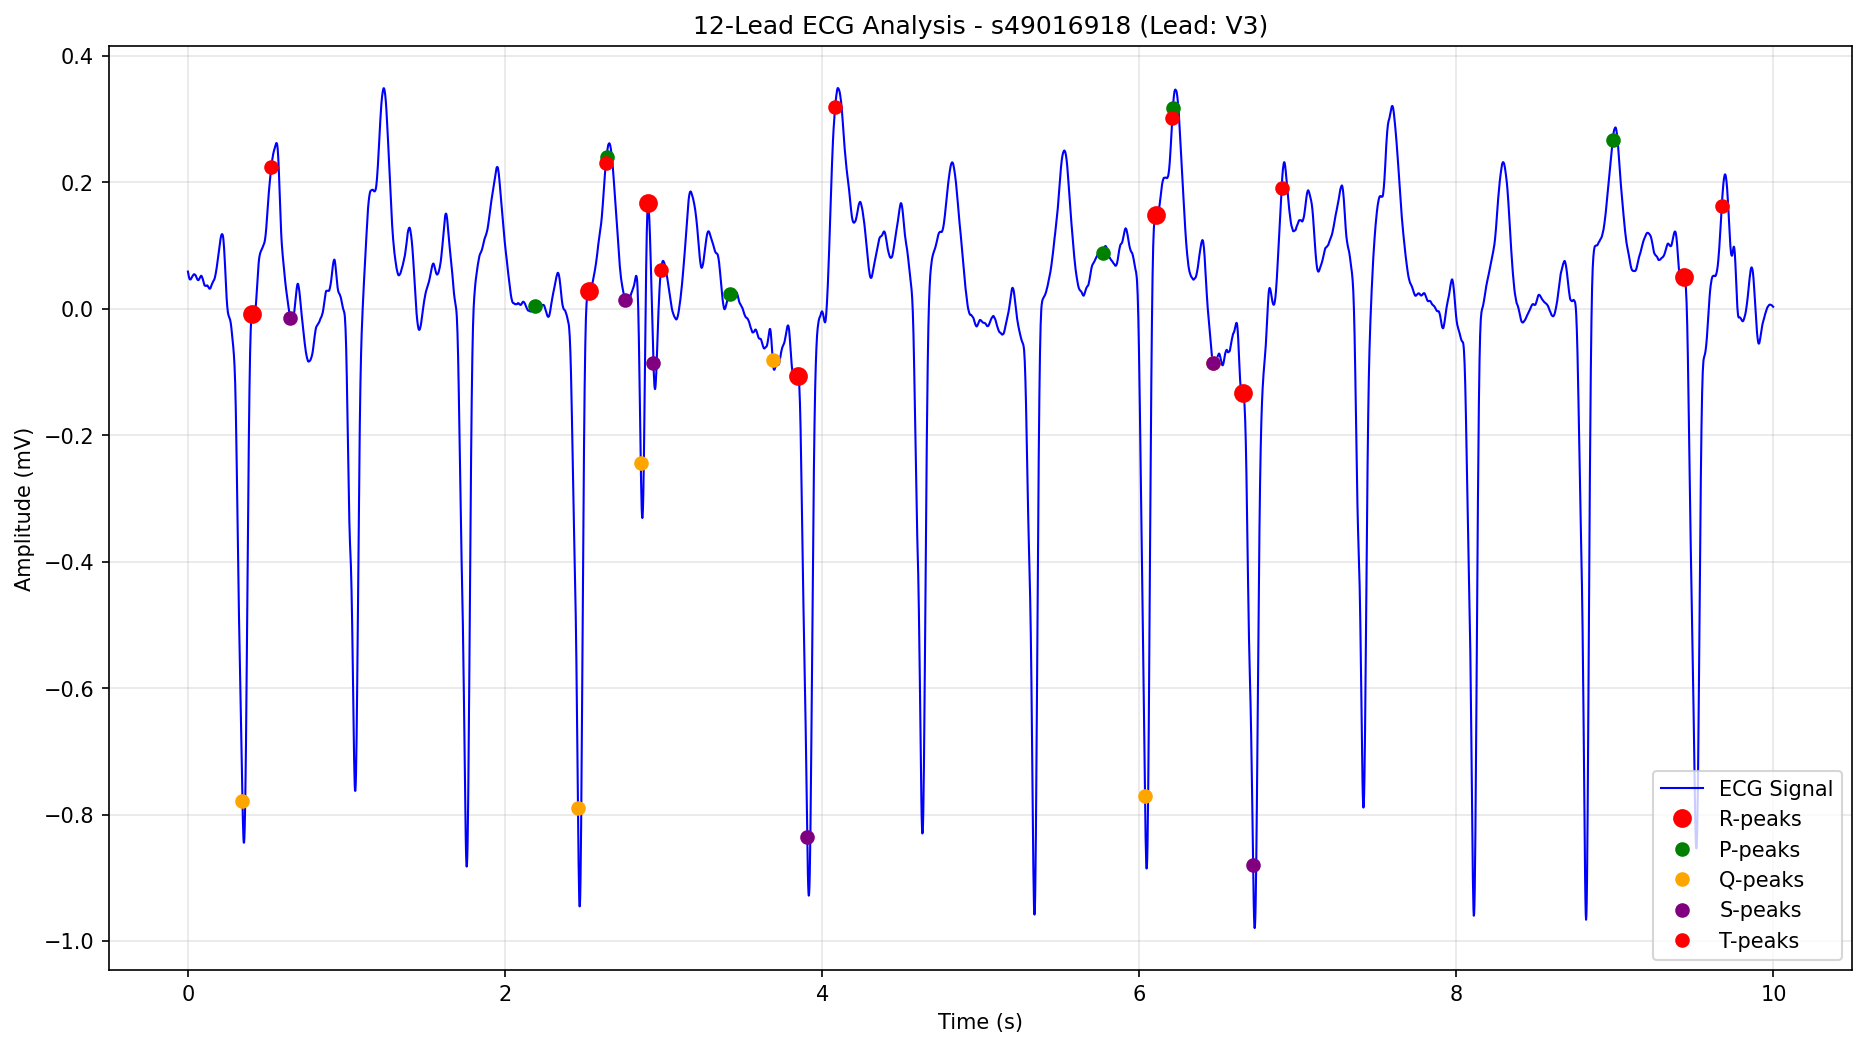 12-Lead ECG Analysis - s49016918 (Lead: V3)
0.4
0.2
0.0
−0.2
−0.4
−0.6
−0.8
−1.0
Amplitude (mV)
0 2 4 6 8 10
Time (s)
ECG Signal
R-peaks
P-peaks
Q-peaks
S-peaks
T-peaks